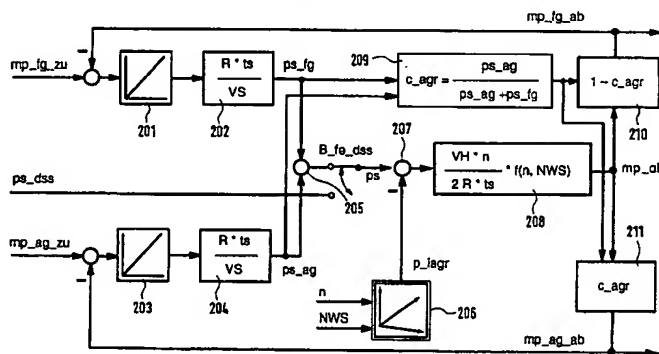 mp_fg_ab
mp_fg_zu
R * ts
VS
ps_fg
201
202
209
c_agr =
ps_ag
ps_ag +ps_fg
1 - c_agr
210
207
B_fe_dss
ps
205
VH * n
2 R * ts
* f(n, NWS)
208
mp_ab
ps_dss
mp_ag_zu
R * ts
VS
ps_ag
203
204
p_iagr
n
NWS
206
211
c_agr
mp_ag_ab